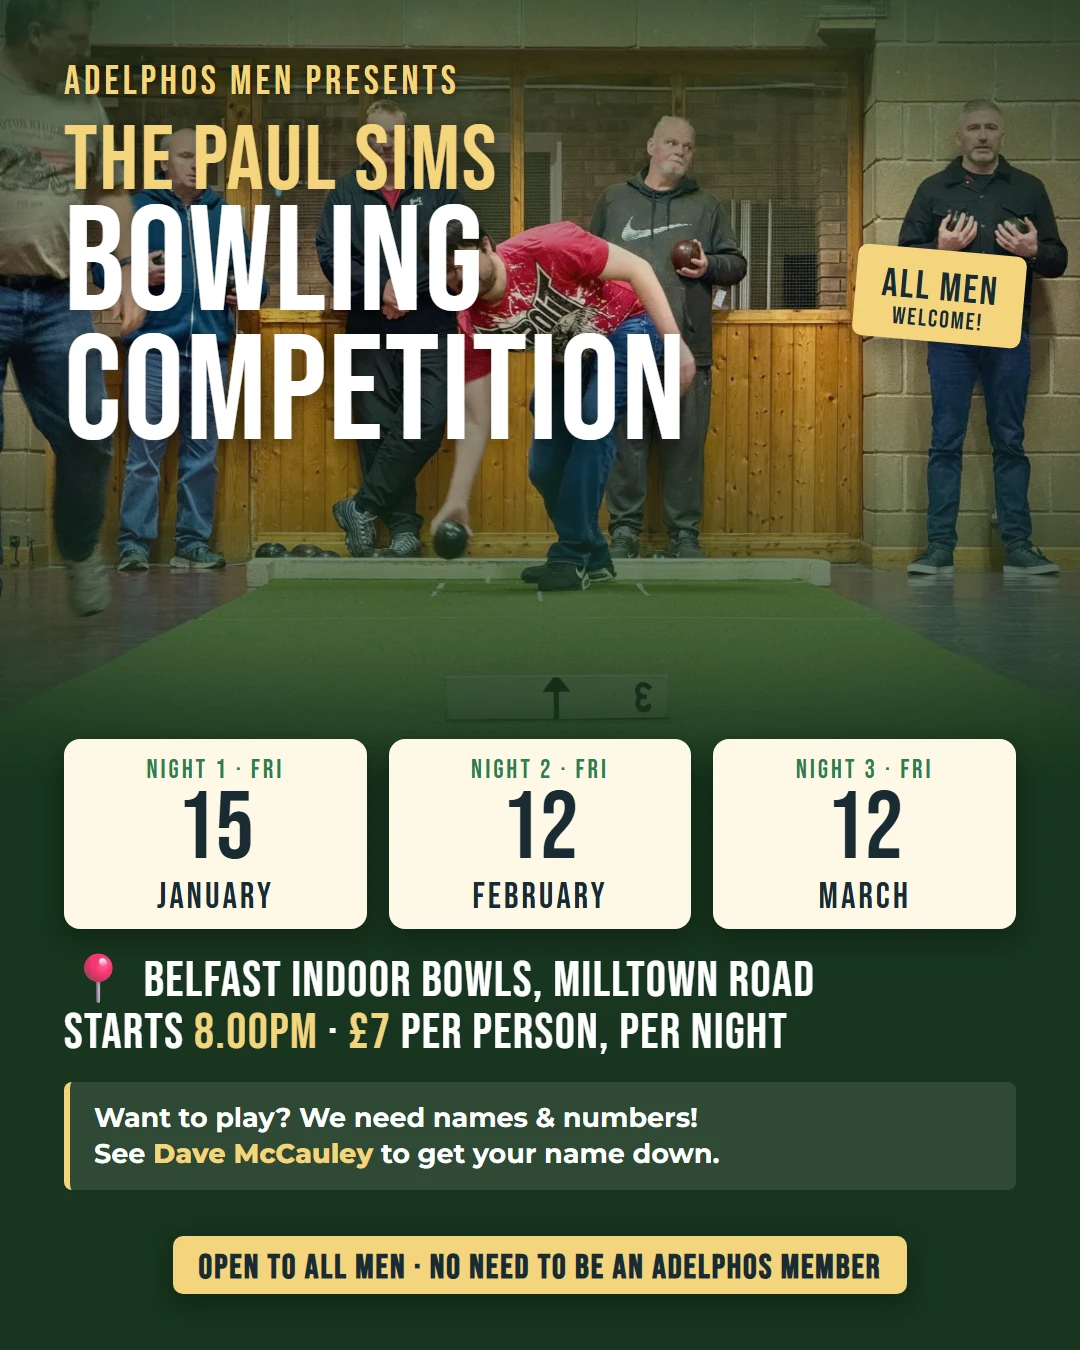 ADELPHOS MEN PRESENTS
THE PAUL SIMS
BOWLING
COMPETITION
ALL MEN
WELCOME!
3
NIGHT 1 · FRI
15
JANUARY
NIGHT 2 · FRI
12
FEBRUARY
NIGHT 3 · FRI
12
MARCH
BELFAST INDOOR BOWLS, MILLTOWN ROAD
STARTS 8.00PM · £7 PER PERSON, PER NIGHT
Want to play? We need names & numbers!
See Dave McCauley to get your name down.
OPEN TO ALL MEN · NO NEED TO BE AN ADELPHOS MEMBER